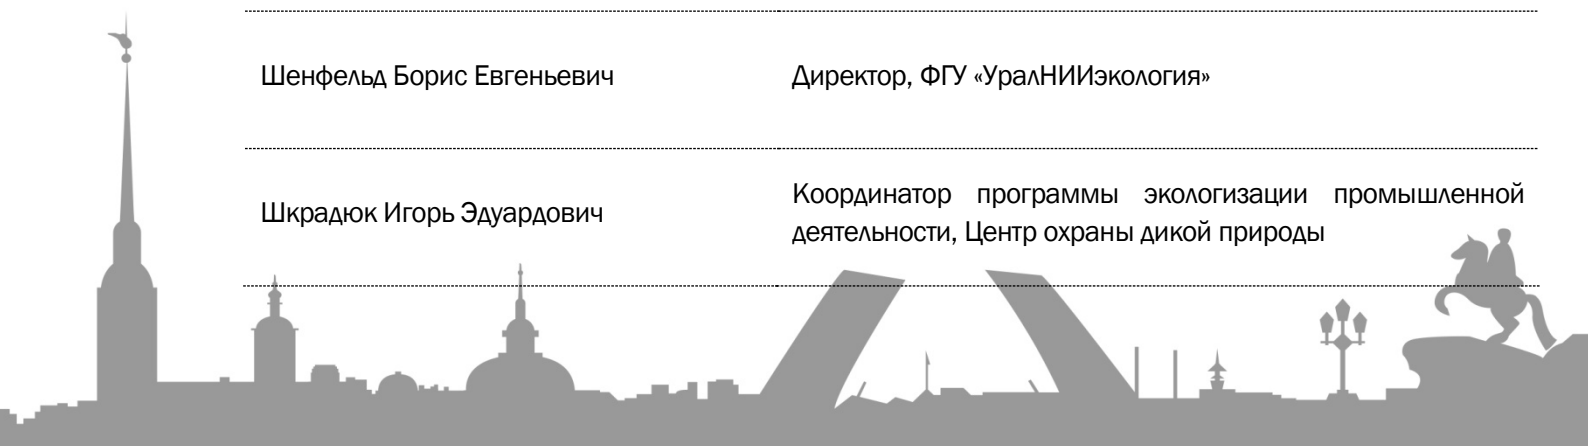 Шенфельд Борис Евгеньевич
Директор, ФГУ «УралНИИэкология»
Шкрадюк Игорь Эдуардович
Координатор программы экологизации промышленной
деятельности, Центр охраны дикой природы